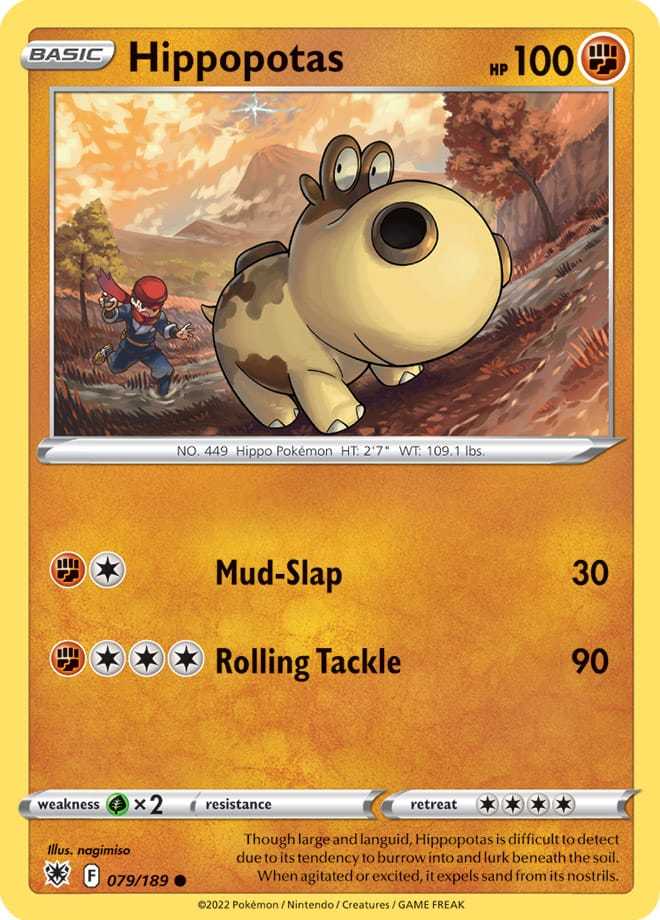 BASIC Hippopotas HP 100
NO. 449 Hippo Pokémon HT: 2'7" WT: 109.1 lbs.
Mud-Slap 30
Rolling Tackle 90
weakness ×2 resistance retreat
Illus. nagimiso
Though large and languid, Hippopotas is difficult to detect
due to its tendency to burrow into and lurk beneath the soil.
When agitated or excited, it expels sand from its nostrils.
F 079/189
©2022 Pokémon / Nintendo / Creatures / GAME FREAK